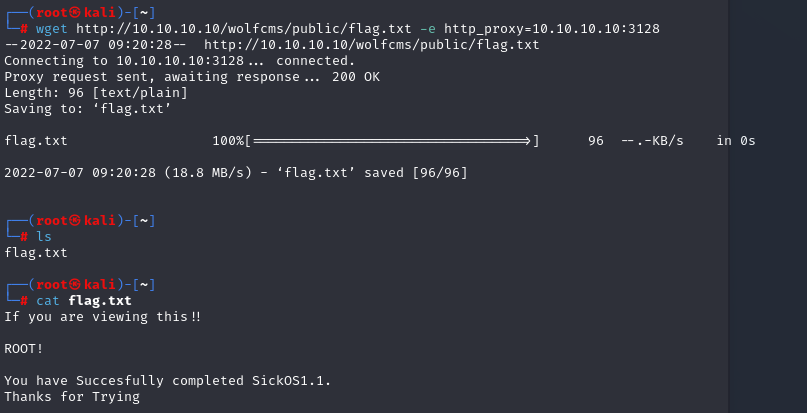 ┌──(root㉿kali)-[~]
└─# wget http://10.10.10.10/wolfcms/public/flag.txt -e http_proxy=10.10.10.10:3128
--2022-07-07 09:20:28--  http://10.10.10.10/wolfcms/public/flag.txt
Connecting to 10.10.10.10:3128... connected.
Proxy request sent, awaiting response... 200 OK
Length: 96 [text/plain]
Saving to: ‘flag.txt’
flag.txt                  100%[==================================>]      96  --.-KB/s    in 0s
2022-07-07 09:20:28 (18.8 MB/s) - ‘flag.txt’ saved [96/96]
┌──(root㉿kali)-[~]
└─# ls
flag.txt
┌──(root㉿kali)-[~]
└─# cat flag.txt
If you are viewing this!!
ROOT!
You have Succesfully completed SickOS1.1.
Thanks for Trying